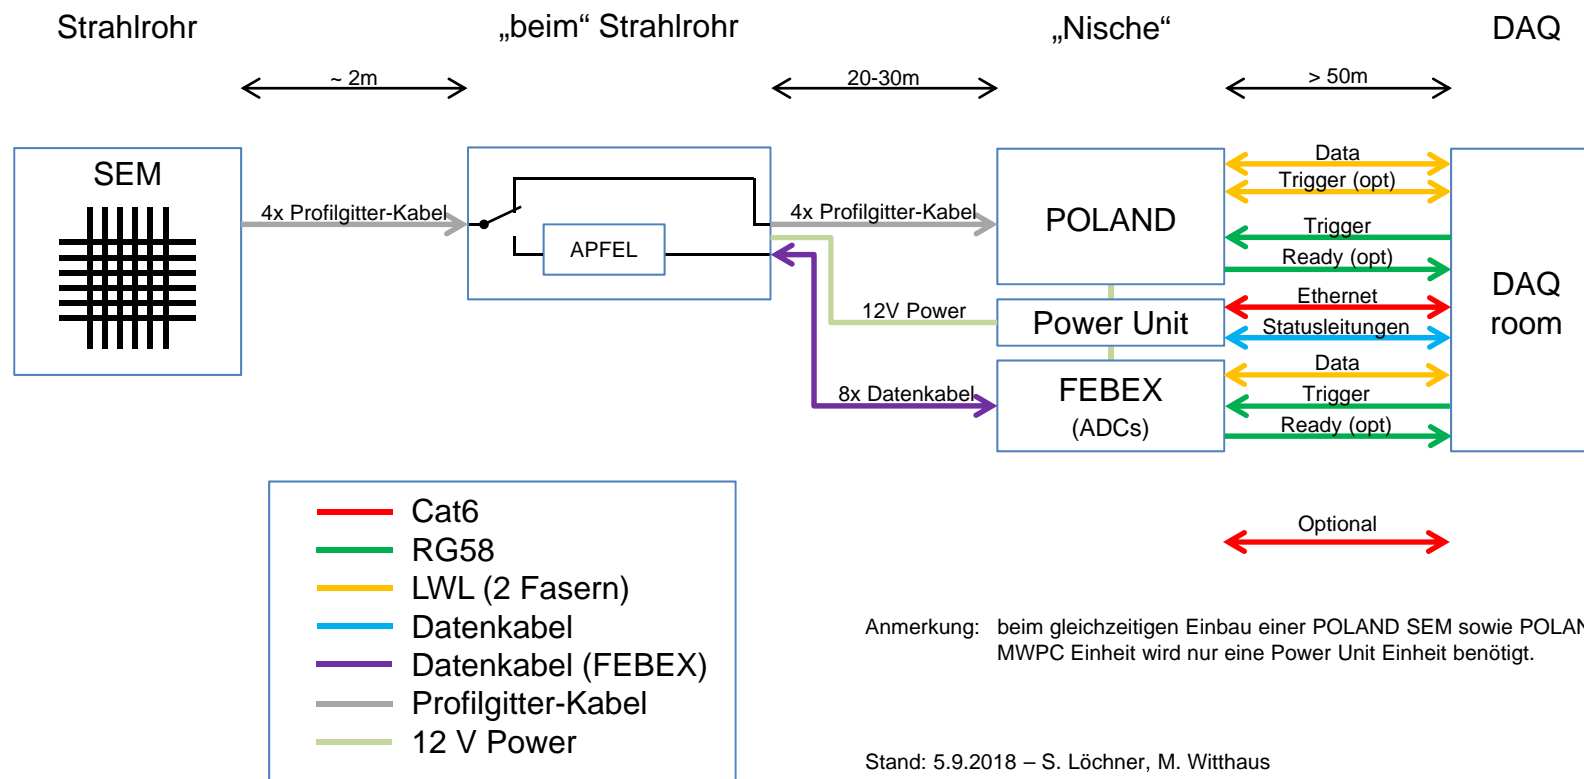 Strahlrohr
„beim“ Strahlrohr
„Nische“
DAQ
~ 2m
20-30m
> 50m
SEM
4x Profilgitter-Kabel
APFEL
4x Profilgitter-Kabel
12V Power
8x Datenkabel
POLAND
Power Unit
FEBEX
(ADCs)
Data
Trigger (opt)
Trigger
Ready (opt)
Ethernet
Statusleitungen
Data
Trigger
Ready (opt)
DAQ
room
Optional
Cat6
RG58
LWL (2 Fasern)
Datenkabel
Datenkabel (FEBEX)
Profilgitter-Kabel
12 V Power
Anmerkung: beim gleichzeitigen Einbau einer POLAND SEM sowie POLAN
MWPC Einheit wird nur eine Power Unit Einheit benötigt.
Stand: 5.9.2018 – S. Löchner, M. Witthaus